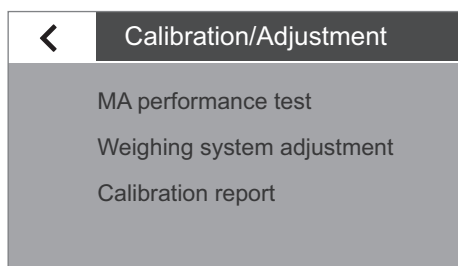 Calibration/Adjustment
MA performance test
Weighing system adjustment
Calibration report